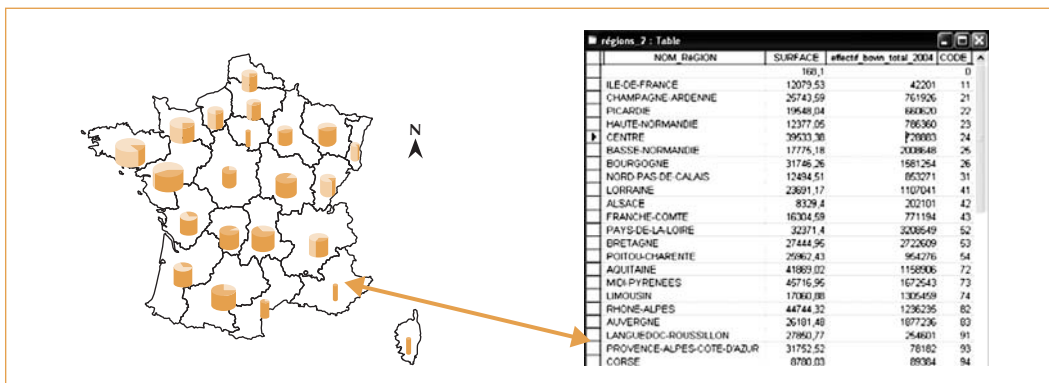 N
régions_2 : Table
NOM_RéGION SURFACE effectif_bovin_total_2004 CODE_
168,1 0
ILE-DE-FRANCE 12079,53 42201 11
CHAMPAGNE-ARDENNE 25743,59 761926 21
PICARDIE 19548,04 660620 22
HAUTE-NORMANDIE 12377,05 786360 23
CENTRE 39533,38 728883 24
BASSE-NORMANDIE 17775,18 2008648 25
BOURGOGNE 31746,26 1581254 26
NORD-PAS-DE-CALAIS 12494,51 853271 31
LORRAINE 23691,17 1107041 41
ALSACE 8329,4 202101 42
FRANCHE-COMTE 16304,59 771194 43
PAYS-DE-LA-LOIRE 32371,4 3208549 52
BRETAGNE 27444,95 2722609 53
POITOU-CHARENTE 25962,43 954276 54
AQUITAINE 41869,02 1158906 72
MIDI-PYRENEES 45716,95 1672543 73
LIMOUSIN 17060,88 1305459 74
RHONE-ALPES 44744,32 1236235 82
AUVERGNE 26181,48 1877236 83
LANGUEDOC-ROUSSILLON 27850,77 254601 91
PROVENCE-ALPES-COTE-D'AZUR 31752,52 78182 93
CORSE 8780,03 89384 94